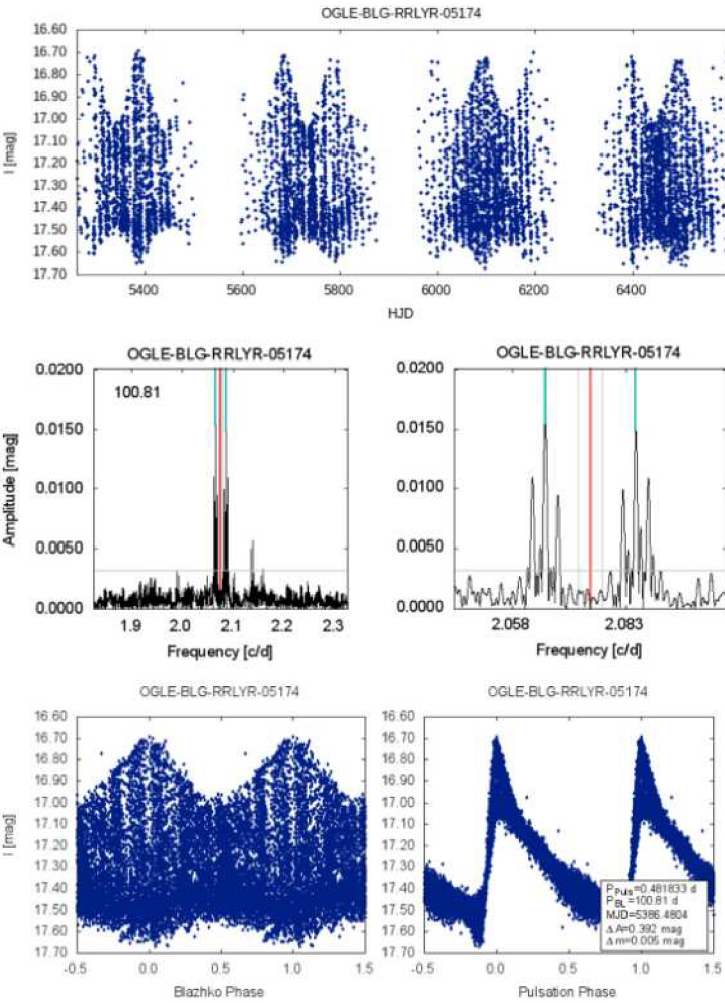 OGLE-BLG-RRLYR-05174
16.60
16.70
16.80
16.90
17.00
17.10
17.20
17.30
17.40
17.50
17.60
17.70
I [mag]
5400 5600 5800 6000 6200 6400
HJD
OGLE-BLG-RRLYR-05174
0.0200
0.0150
0.0100
0.0050
0.0000
Amplitude [mag]
100.81
1.9 2.0 2.1 2.2 2.3
Frequency [c/d]
OGLE-BLG-RRLYR-05174
0.0200
0.0150
0.0100
0.0050
0.0000
2.058 2.083
Frequency [c/d]
OGLE-BLG-RRLYR-05174
16.60
16.70
16.80
16.90
17.00
17.10
17.20
17.30
17.40
17.50
17.60
17.70
I [mag]
-0.5 0.0 0.5 1.0 1.5
Blazhko Phase
OGLE-BLG-RRLYR-05174
16.60
16.70
16.80
16.90
17.00
17.10
17.20
17.30
17.40
17.50
17.60
17.70
P Puls=0.481833 d
P BL=100.81 d
MJD=5386.4804
Δ A=0.392 mag
Δ m=0.005 mag
-0.5 0.0 0.5 1.0 1.5
Pulsation Phase